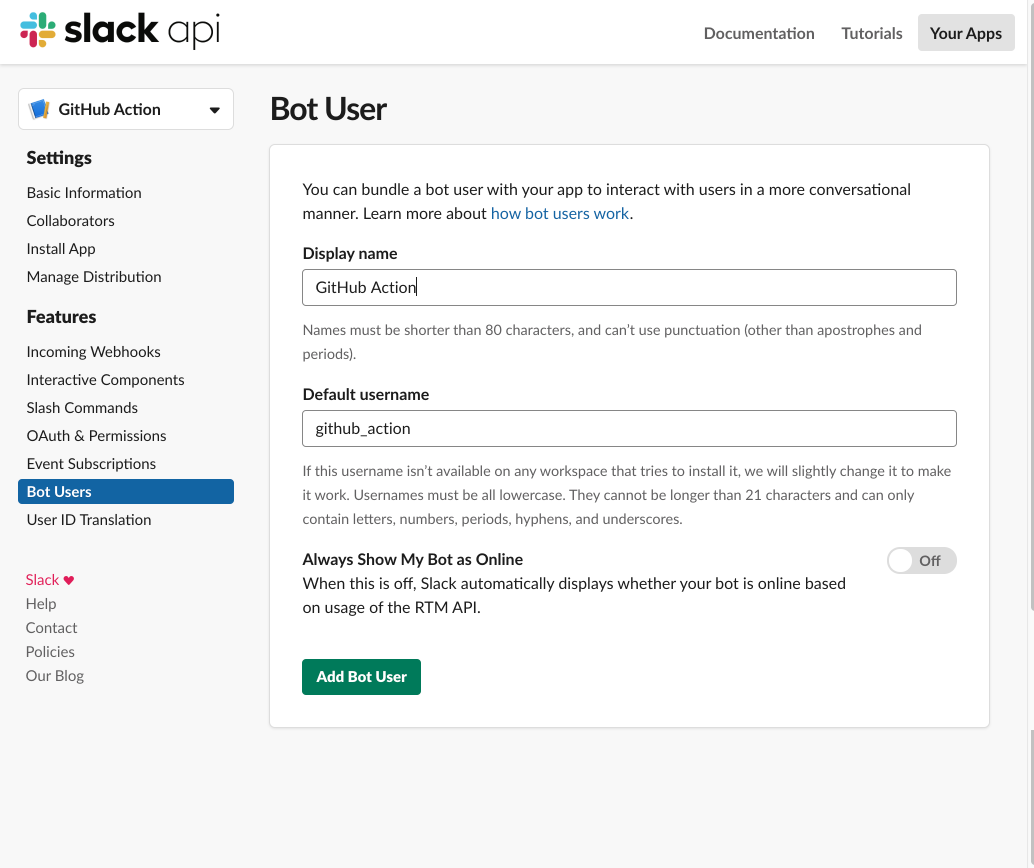 slack api
Documentation
Tutorials
Your Apps
GitHub Action
Settings
Basic Information
Collaborators
Install App
Manage Distribution
Features
Incoming Webhooks
Interactive Components
Slash Commands
OAuth & Permissions
Event Subscriptions
Bot Users
User ID Translation
Slack ♥
Help
Contact
Policies
Our Blog
Bot User
You can bundle a bot user with your app to interact with users in a more conversational
manner. Learn more about how bot users work.
Display name
GitHub Action
Names must be shorter than 80 characters, and can’t use punctuation (other than apostrophes and
periods).
Default username
github_action
If this username isn’t available on any workspace that tries to install it, we will slightly change it to make
it work. Usernames must be all lowercase. They cannot be longer than 21 characters and can only
contain letters, numbers, periods, hyphens, and underscores.
Always Show My Bot as Online
Off
When this is off, Slack automatically displays whether your bot is online based
on usage of the RTM API.
Add Bot User